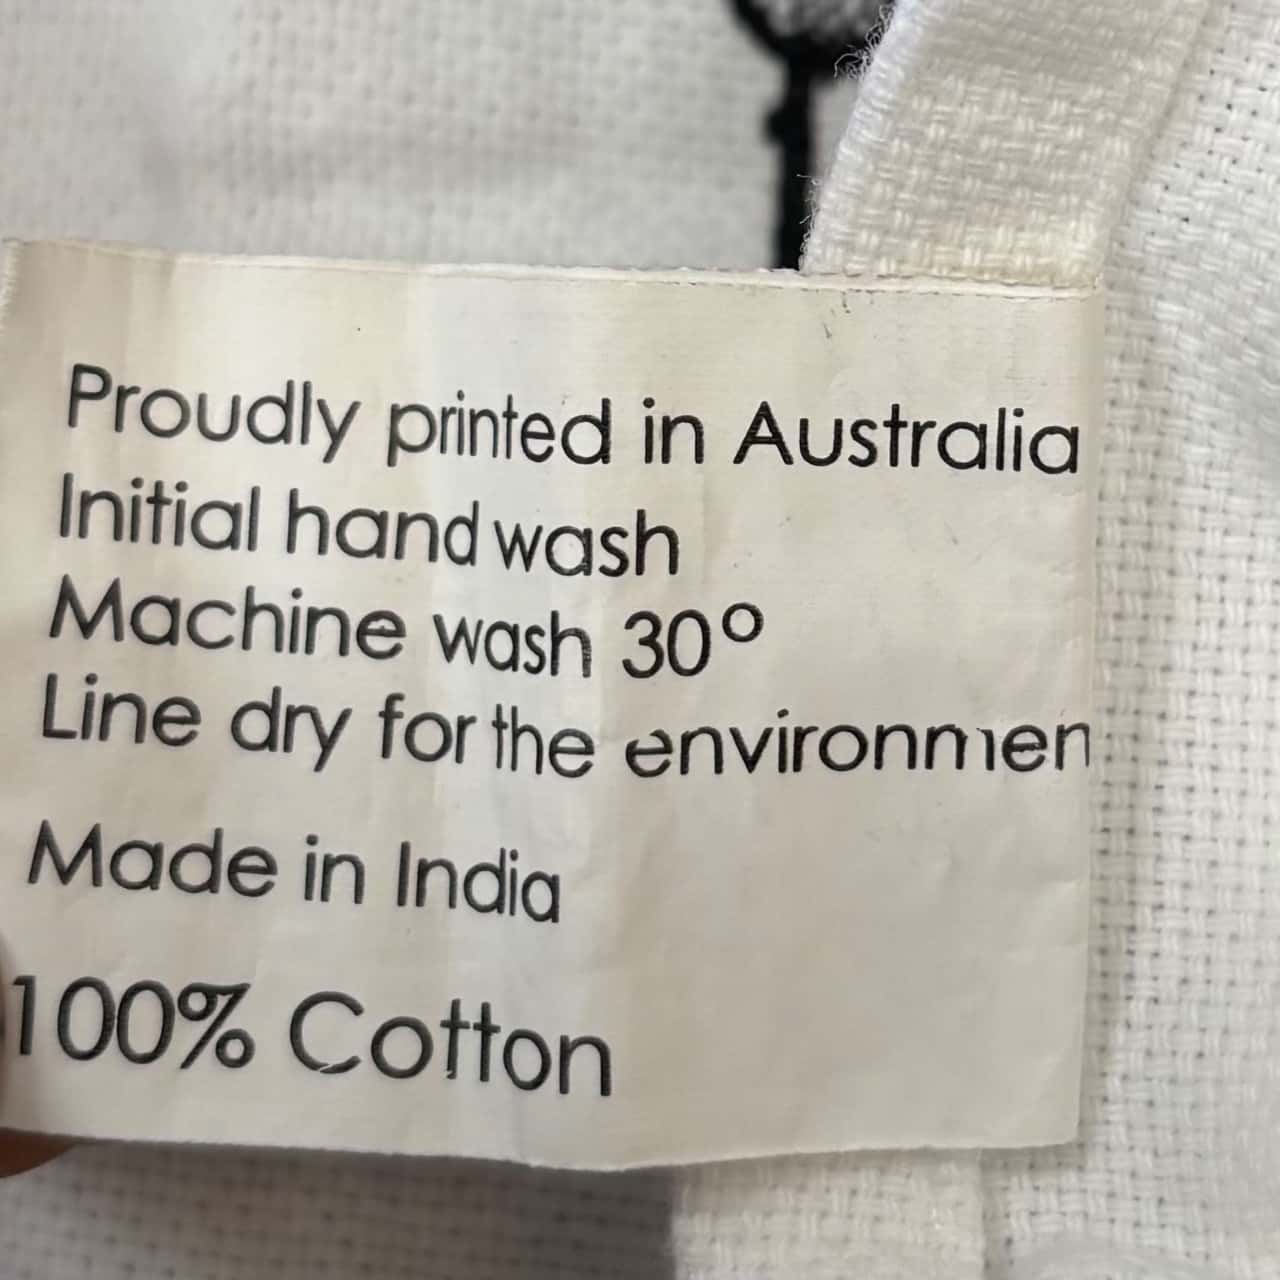 Proudly printed in Australia
Initial hand wash
Machine wash 30°
Line dry for the environmen
Made in India
100% Cotton